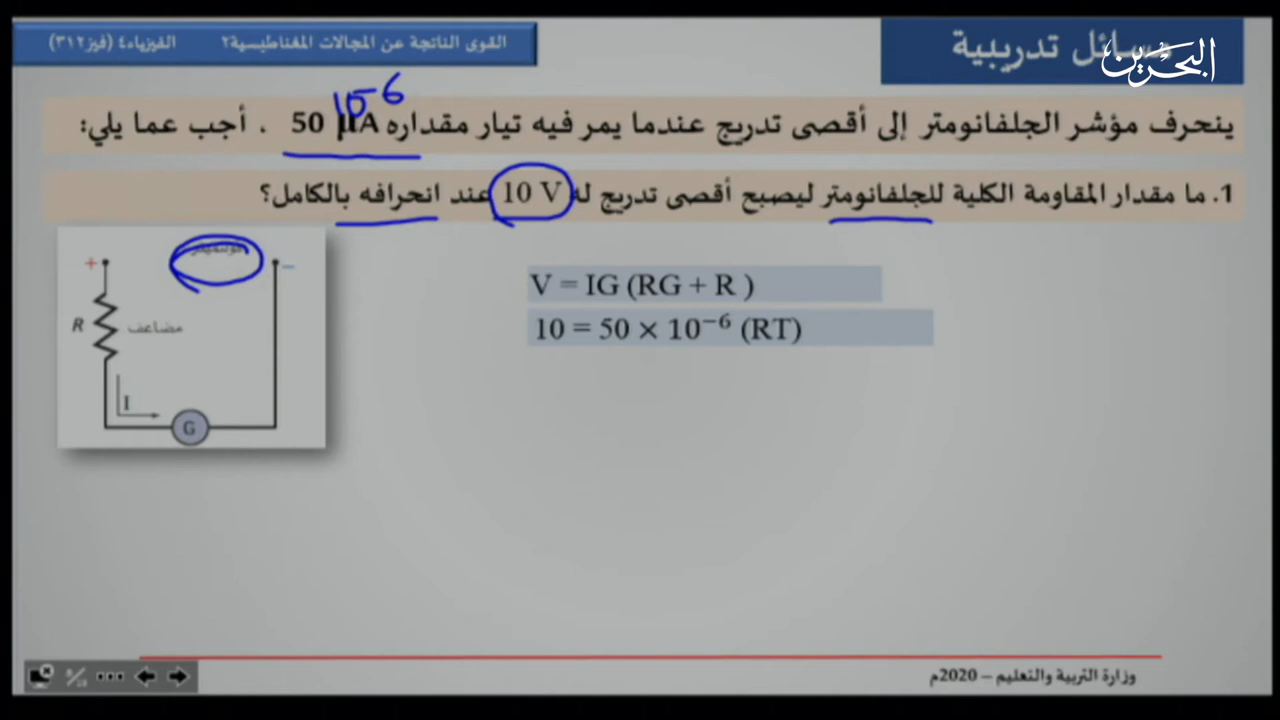 مسائل تدريبية
البحرين
القوى الناتجة عن المجالات المغناطيسية٢
الفيزياء٤ (فيز٣١٢)
10-6
ينحرف مؤشر الجلفانومتر إلى أقصى تدريج عندما يمر فيه تيار مقداره 50 μA . أجب عما يلي:
1. ما مقدار المقاومة الكلية للجلفانومتر ليصبح أقصى تدريج له 10 V عند انحرافه بالكامل؟
+
–
R
مضاعف
I
G
V = IG (RG + R )
10 = 50 × 10⁻⁶ (RT)
وزارة التربية والتعليم – 2020م